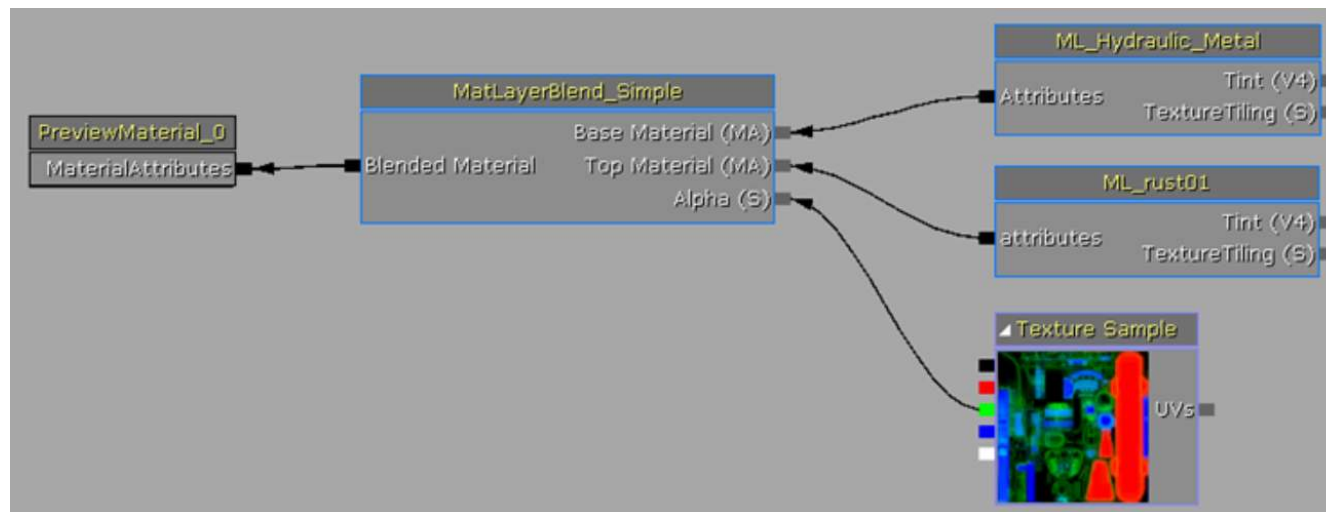 ML_Hydraulic_Metal
Attributes
Tint (V4)
TextureTiling (S)
MatLayerBlend_Simple
Base Material (MA)
Blended Material
Top Material (MA)
Alpha (S)
PreviewMaterial_0
MaterialAttributes
ML_rust01
attributes
Tint (V4)
TextureTiling (S)
Texture Sample
UVs